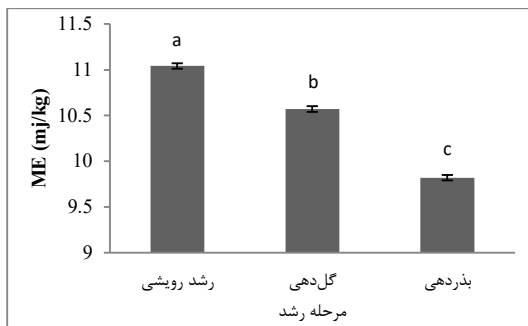 11.5
11
10.5
10
9.5
9
ME (mj/kg)
a
b
c
رشد رویشی
گل‌دهی
بذردهی
مرحله رشد